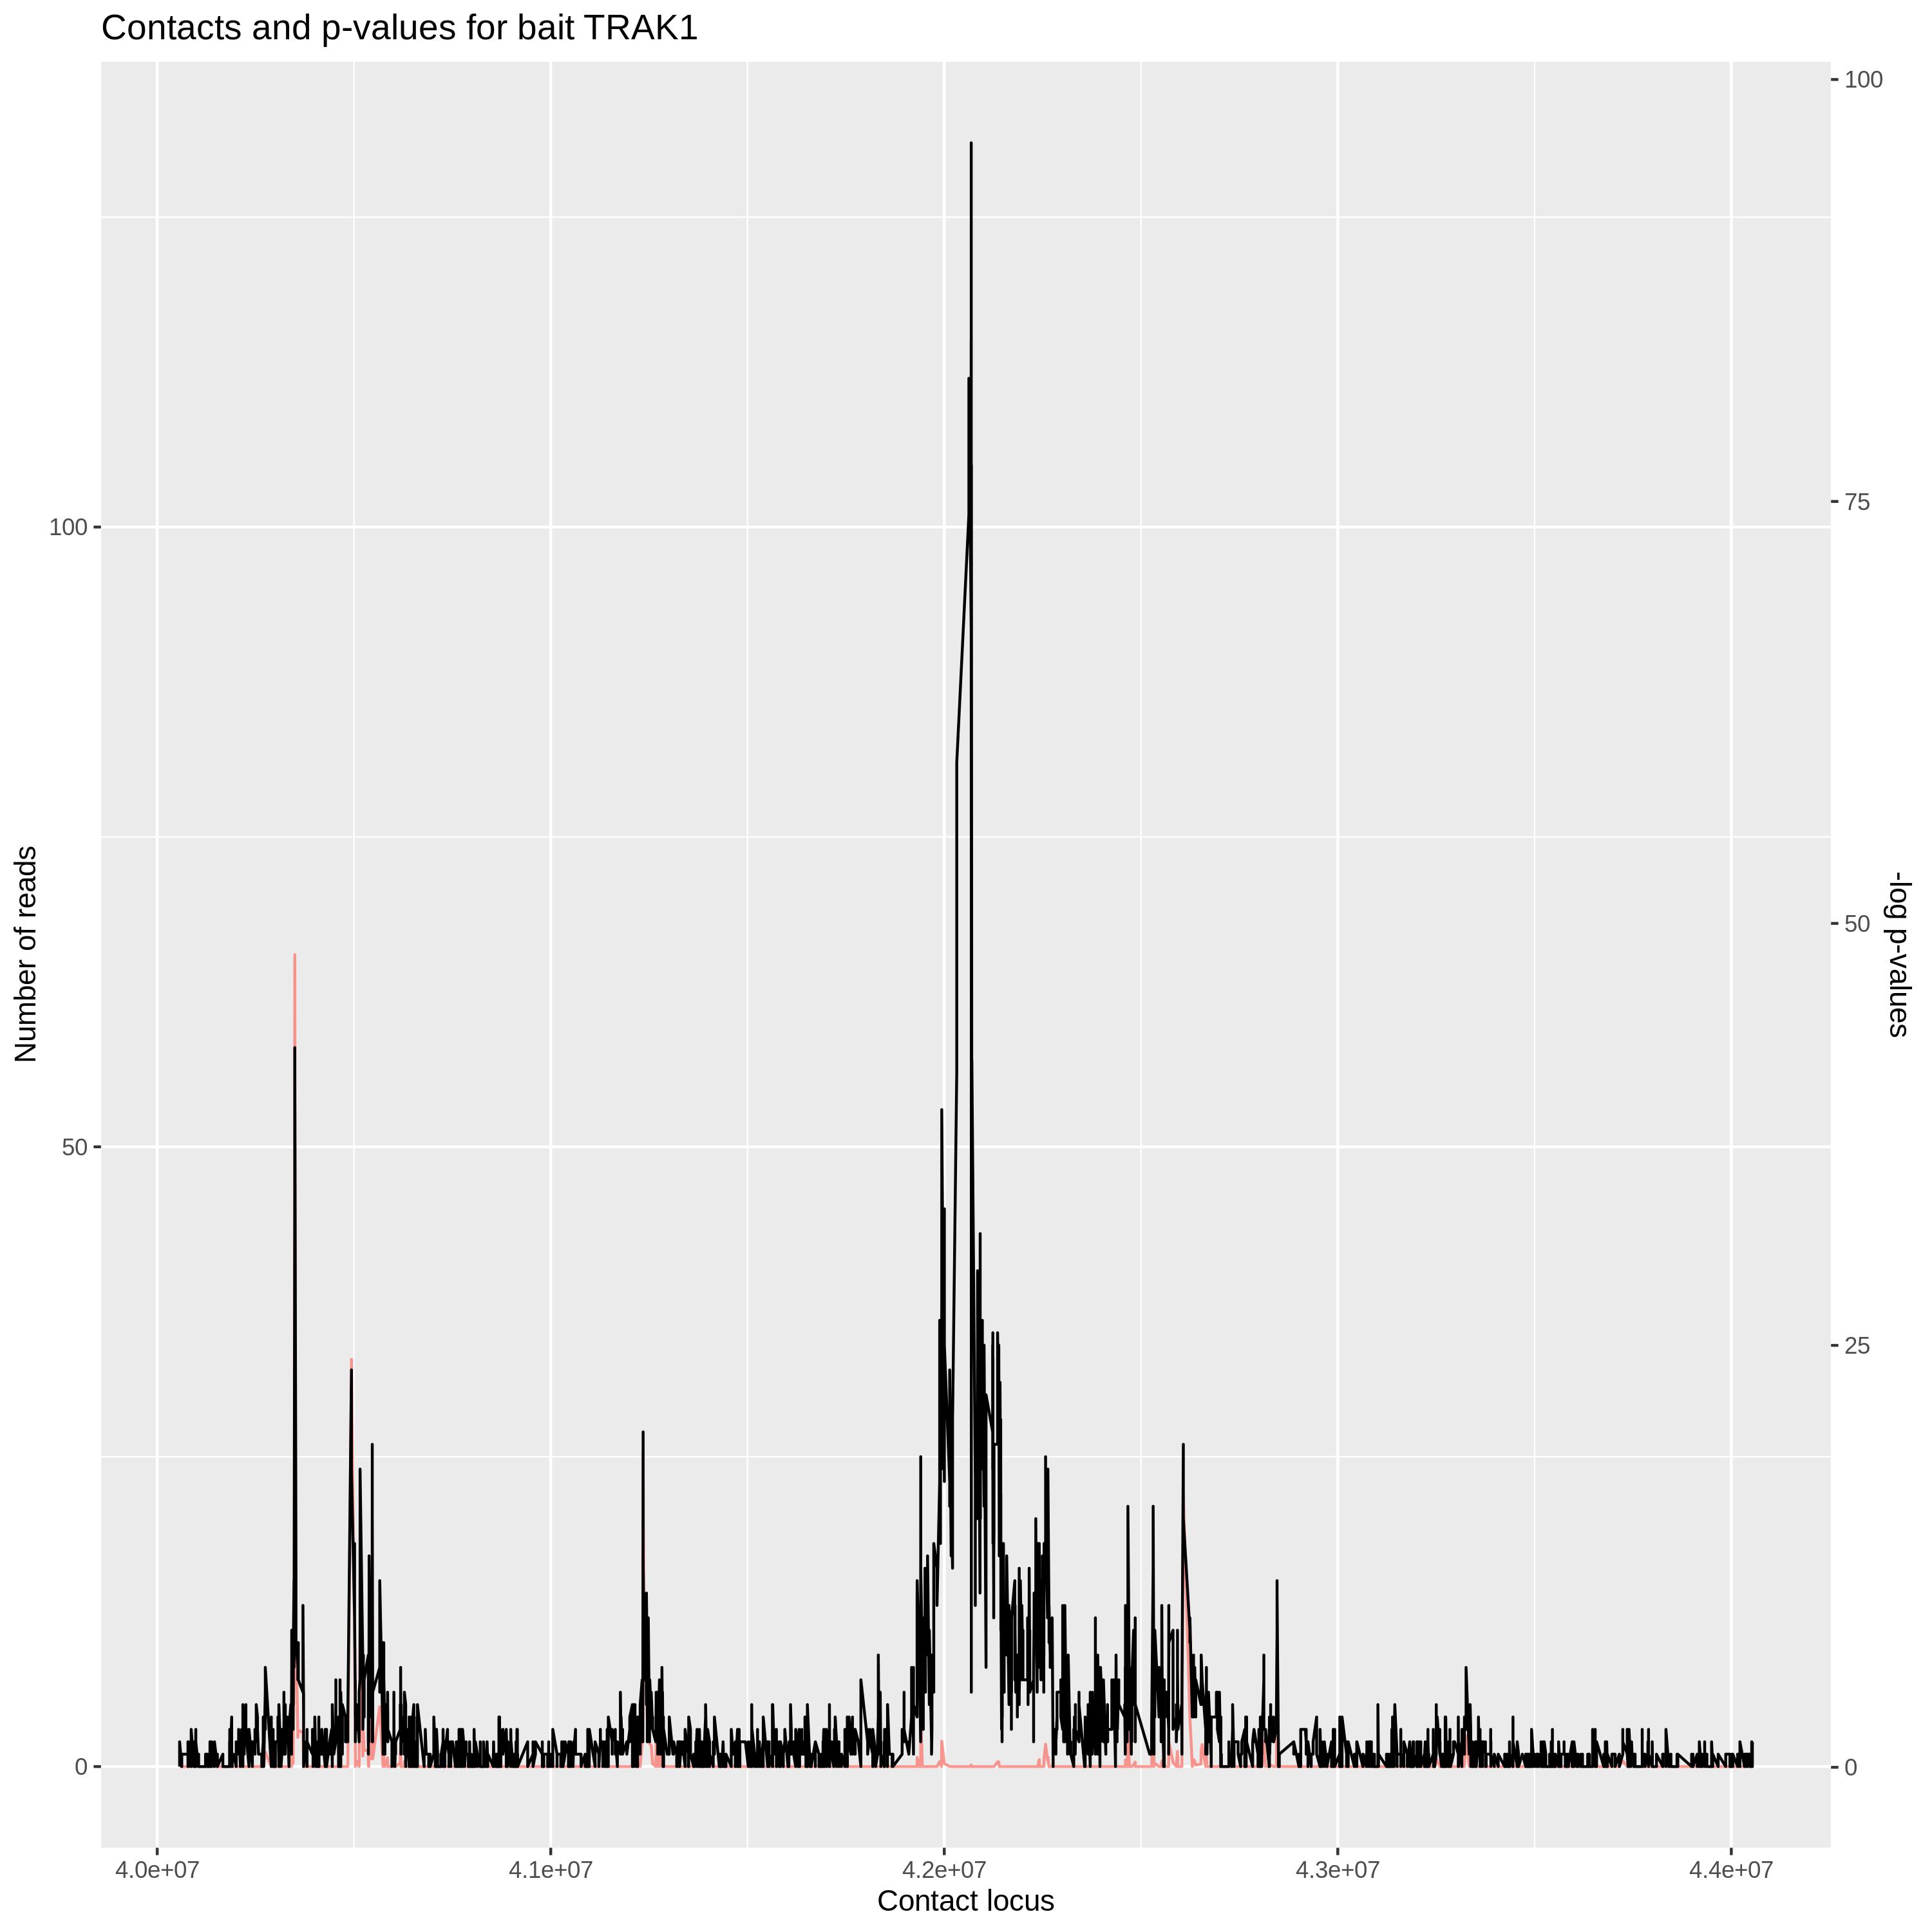 Contacts and p-values for bait TRAK1
Number of reads
100
50
0
100
75
50
25
0
-log p-values
4.0e+07
4.1e+07
4.2e+07
4.3e+07
4.4e+07
Contact locus